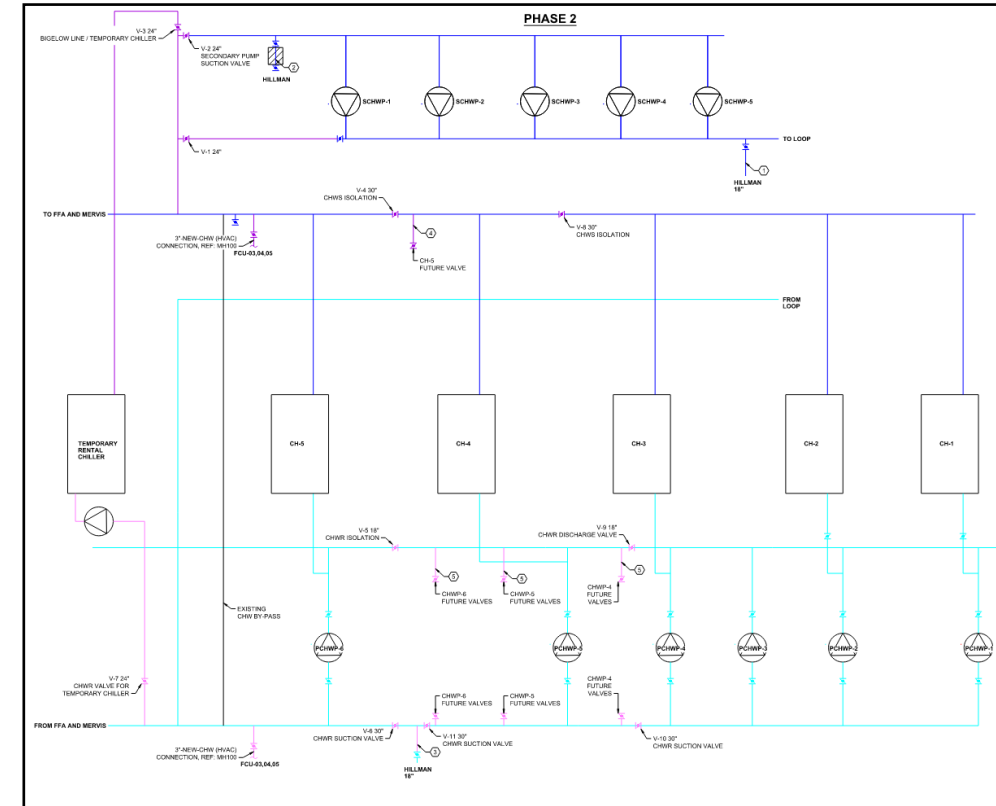 PHASE 2
V-3 24"
BIGELOW LINE / TEMPORARY CHILLER
V-2 24"
SECONDARY PUMP
SUCTION VALVE
2
HILLMAN
SCHWP-1
SCHWP-2
SCHWP-3
SCHWP-4
SCHWP-5
TO LOOP
V-1 24"
1
HILLMAN
18"
V-4 30"
CHWS ISOLATION
TO FFA AND MERVIS
V-8 30"
CHWS ISOLATION
4
3"-NEW-CHW (HVAC)
CONNECTION, REF: MH100
FCU-03,04,05
CH-5
FUTURE VALVE
FROM
LOOP
TEMPORARY
RENTAL
CHILLER
CH-5
CH-4
CH-3
CH-2
CH-1
V-5 18"
CHWR ISOLATION
V-9 18"
CHWR DISCHARGE VALVE
5
5
5
CHWP-6
FUTURE VALVES
CHWP-5
FUTURE VALVES
CHWP-4
FUTURE
VALVES
EXISTING
CHW BY-PASS
PCHWP-6
PCHWP-5
PCHWP-4
PCHWP-3
PCHWP-2
PCHWP-1
V-7 24"
CHWR VALVE FOR
TEMPORARY CHILLER
CHWP-6
FUTURE VALVES
CHWP-5
FUTURE VALVES
CHWP-4
FUTURE
VALVES
FROM FFA AND MERVIS
V-6 30"
CHWR SUCTION VALVE
V-11 30"
CHWR SUCTION VALVE
V-10 30"
CHWR SUCTION VALVE
3"-NEW-CHW (HVAC)
CONNECTION, REF: MH100
FCU-03,04,05
3
HILLMAN
18"